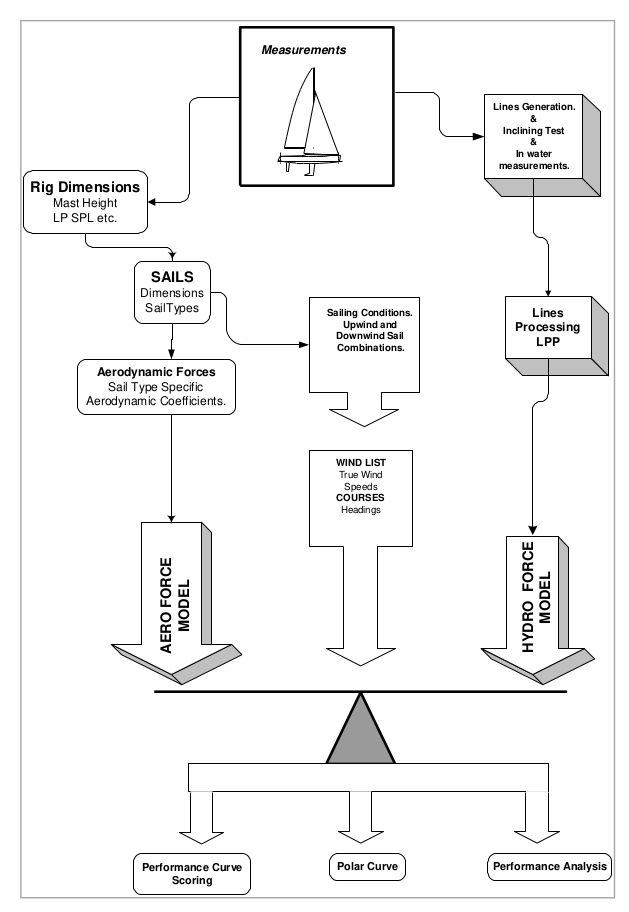 Measurements
Lines Generation.
&
Inclining Test
&
In water
measurements.
Rig Dimensions
Mast Height
LP SPL etc.
SAILS
Dimensions
SailTypes
Sailing Conditions.
Upwind and
Downwind Sail
Combinations.
Lines
Processing
LPP
Aerodynamic Forces
Sail Type Specific
Aerodynamic Coefficients.
WIND LIST
True Wind
Speeds
COURSES
Headings
AERO FORCE
MODEL
HYDRO FORCE
MODEL
Performance Curve
Scoring
Polar Curve
Performance Analysis